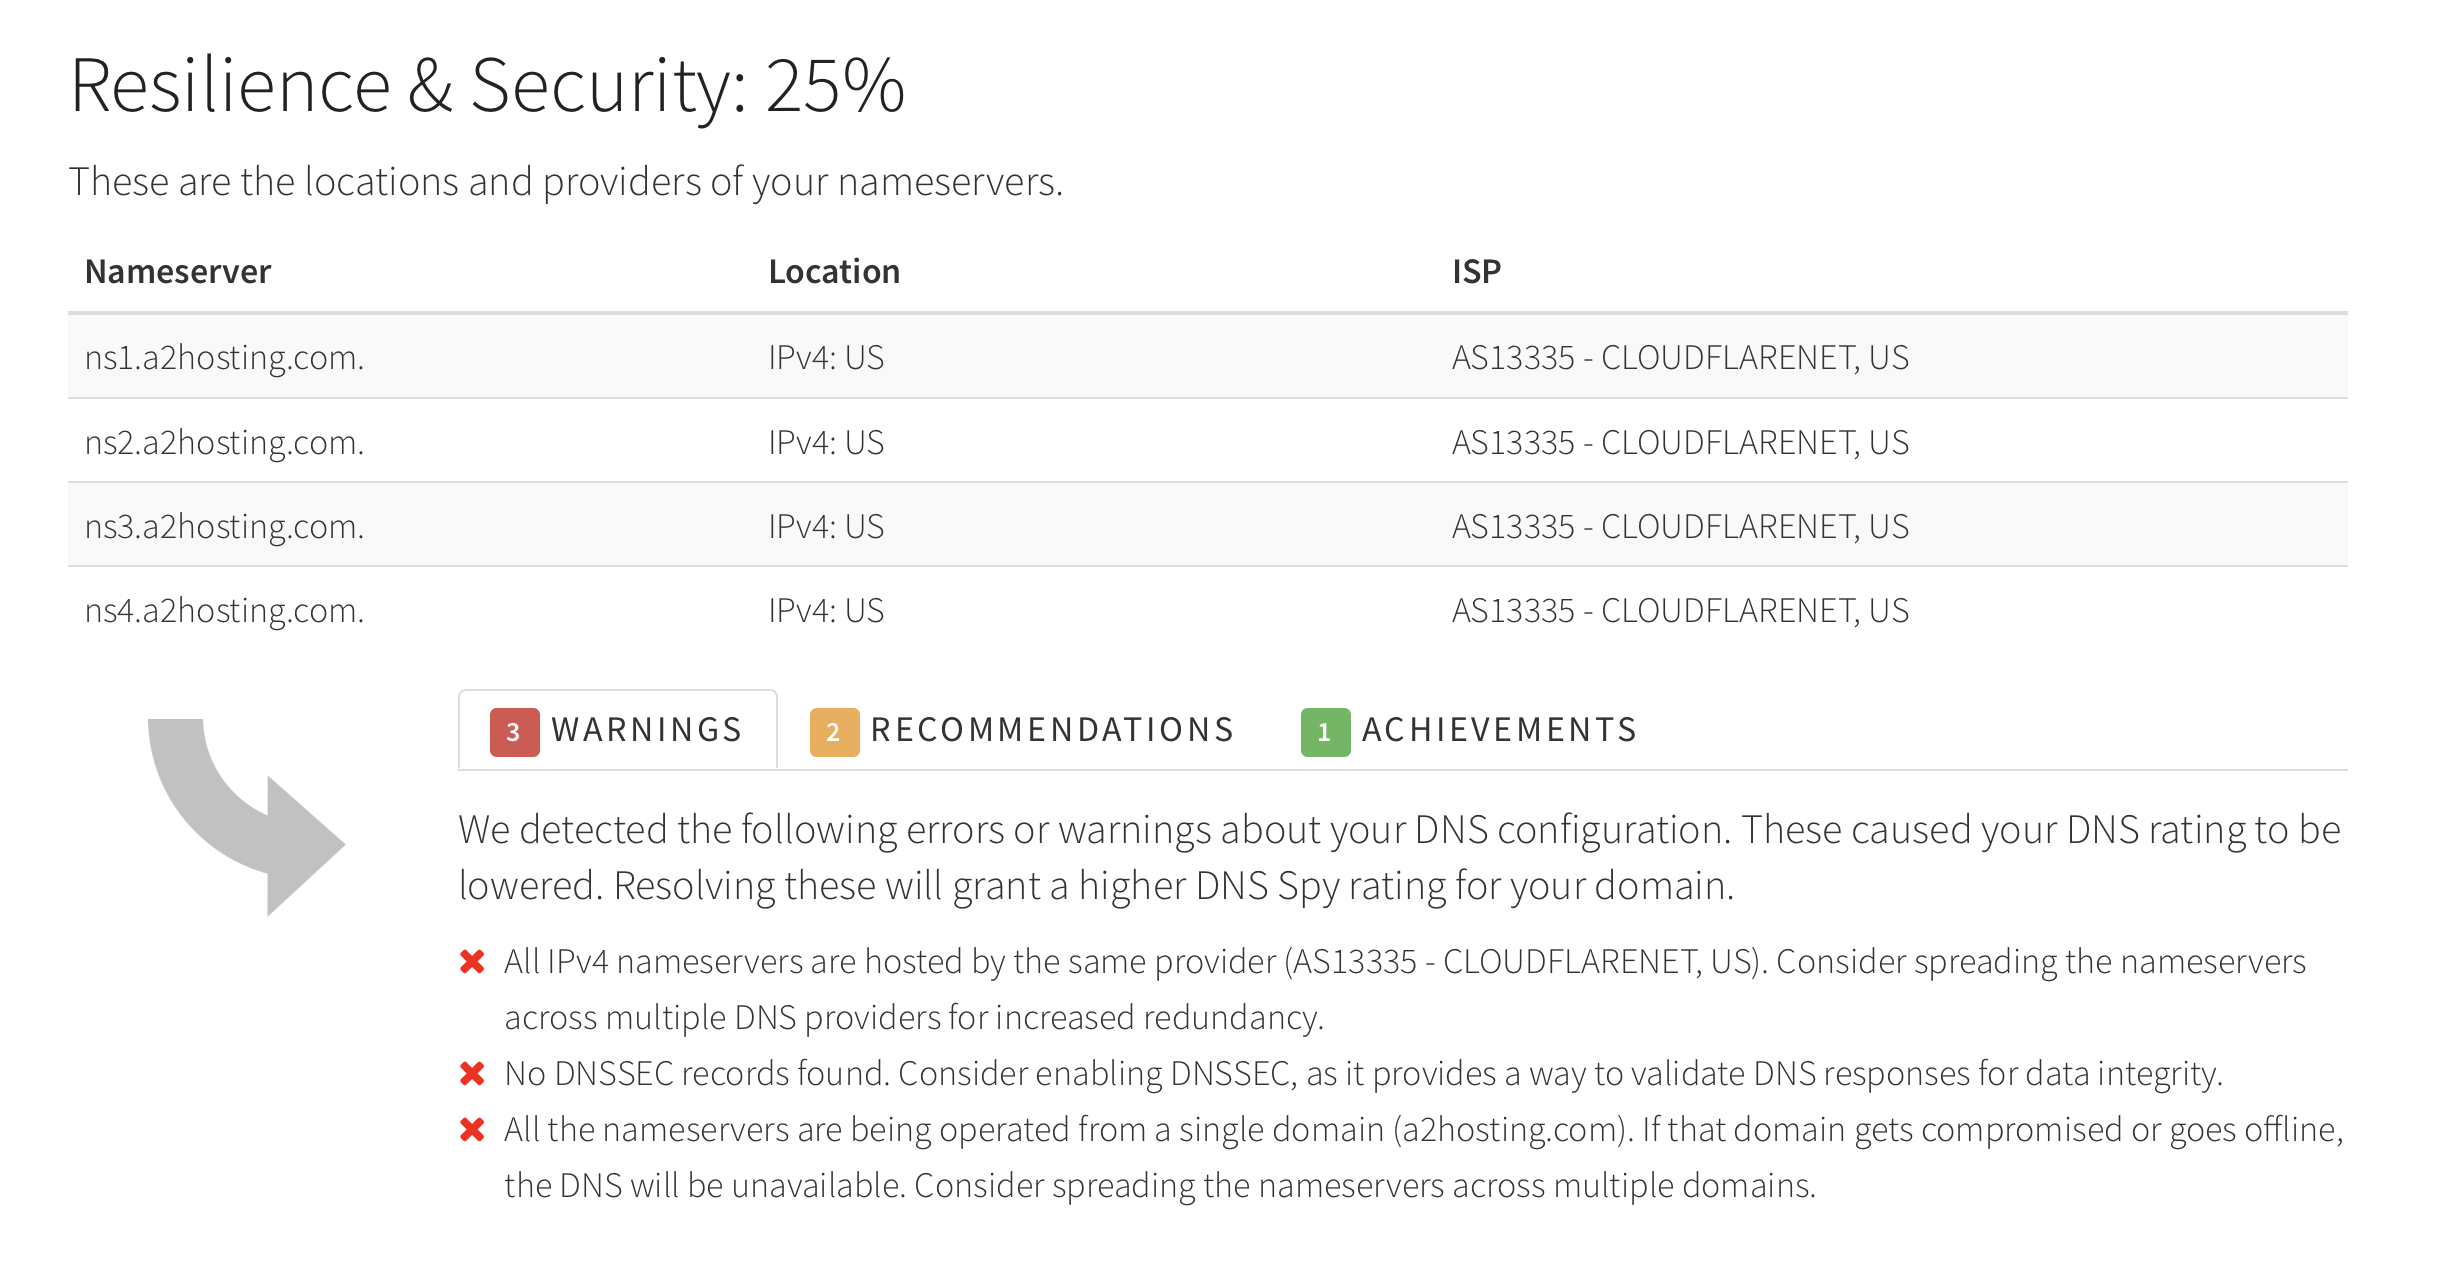 Resilience & Security: 25%
These are the locations and providers of your nameservers.
Nameserver Location ISP
ns1.a2hosting.com. IPv4: US AS13335 - CLOUDFLARENET, US
ns2.a2hosting.com. IPv4: US AS13335 - CLOUDFLARENET, US
ns3.a2hosting.com. IPv4: US AS13335 - CLOUDFLARENET, US
ns4.a2hosting.com. IPv4: US AS13335 - CLOUDFLARENET, US
3 WARNINGS 2 RECOMMENDATIONS 1 ACHIEVEMENTS
We detected the following errors or warnings about your DNS configuration. These caused your DNS rating to be
lowered. Resolving these will grant a higher DNS Spy rating for your domain.
All IPv4 nameservers are hosted by the same provider (AS13335 - CLOUDFLARENET, US). Consider spreading the nameservers
across multiple DNS providers for increased redundancy.
No DNSSEC records found. Consider enabling DNSSEC, as it provides a way to validate DNS responses for data integrity.
All the nameservers are being operated from a single domain (a2hosting.com). If that domain gets compromised or goes offline,
the DNS will be unavailable. Consider spreading the nameservers across multiple domains.